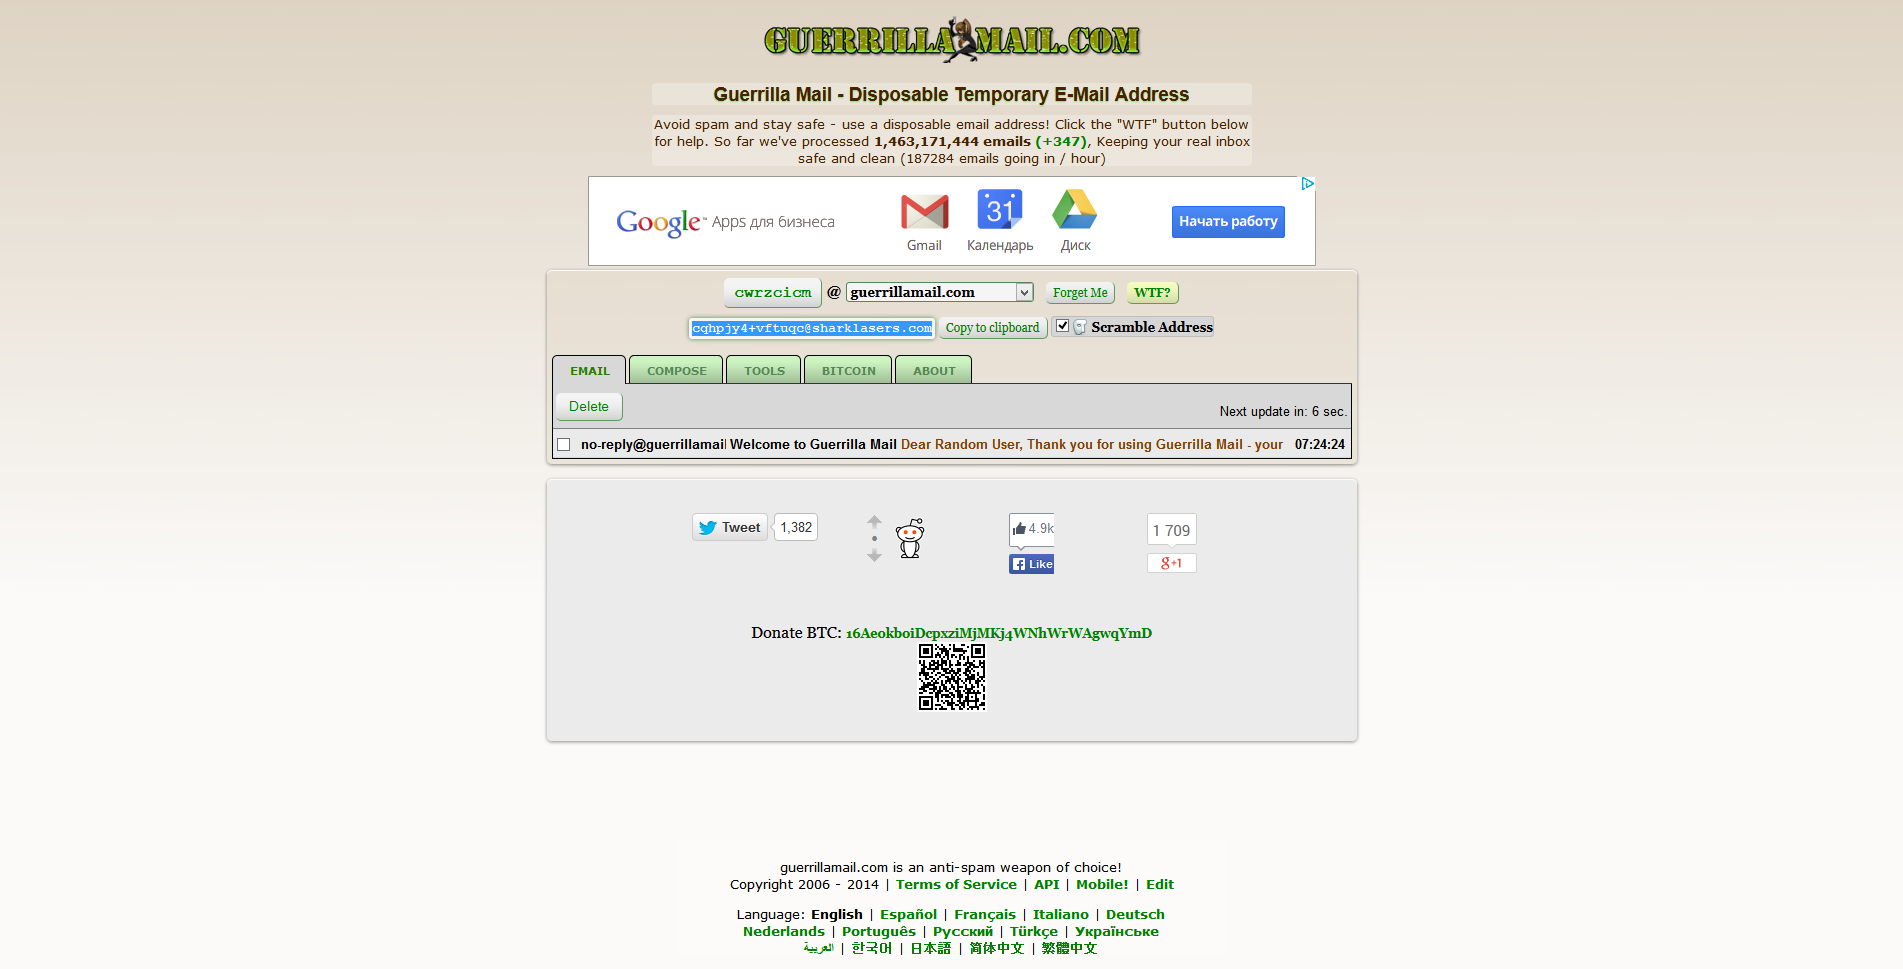 GUERRILLA MAIL.COM
Guerrilla Mail - Disposable Temporary E-Mail Address
Avoid spam and stay safe - use a disposable email address! Click the "WTF" button below
for help. So far we've processed 1,463,171,444 emails (+347), Keeping your real inbox
safe and clean (187284 emails going in / hour)
Google™ Apps для бизнеса
Gmail
31
Календарь
Диск
Начать работу
cwrzcicm @ guerrillamail.com Forget Me WTF?
cqhpjy4+vftuqc@sharklasers.com Copy to clipboard Scramble Address
EMAIL COMPOSE TOOLS BITCOIN ABOUT
Delete Next update in: 6 sec.
no-reply@guerrillamail Welcome to Guerrilla Mail Dear Random User, Thank you for using Guerrilla Mail - your 07:24:24
Tweet 1,382
4.9k
Like
1 709
g+1
Donate BTC: 16AeokboiDcpxziMjMKj4WNhWrWAgwqYmD
guerrillamail.com is an anti-spam weapon of choice!
Copyright 2006 - 2014 | Terms of Service | API | Mobile! | Edit
Language: English | Español | Français | Italiano | Deutsch
Nederlands | Português | Русский | Türkçe | Українське
العربية | 한국어 | 日本語 | 简体中文 | 繁體中文